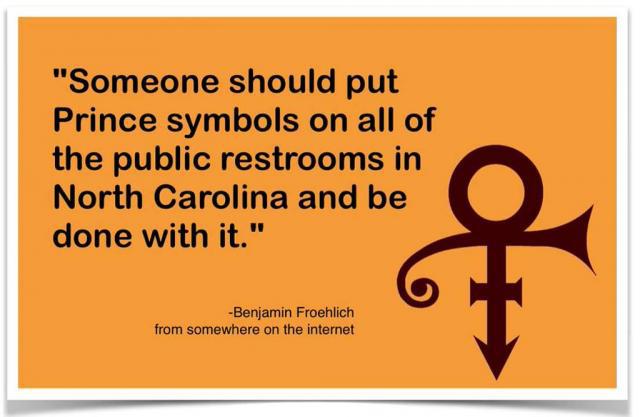 "Someone should put
Prince symbols on all of
the public restrooms in
North Carolina and be
done with it."
-Benjamin Froehlich
from somewhere on the internet